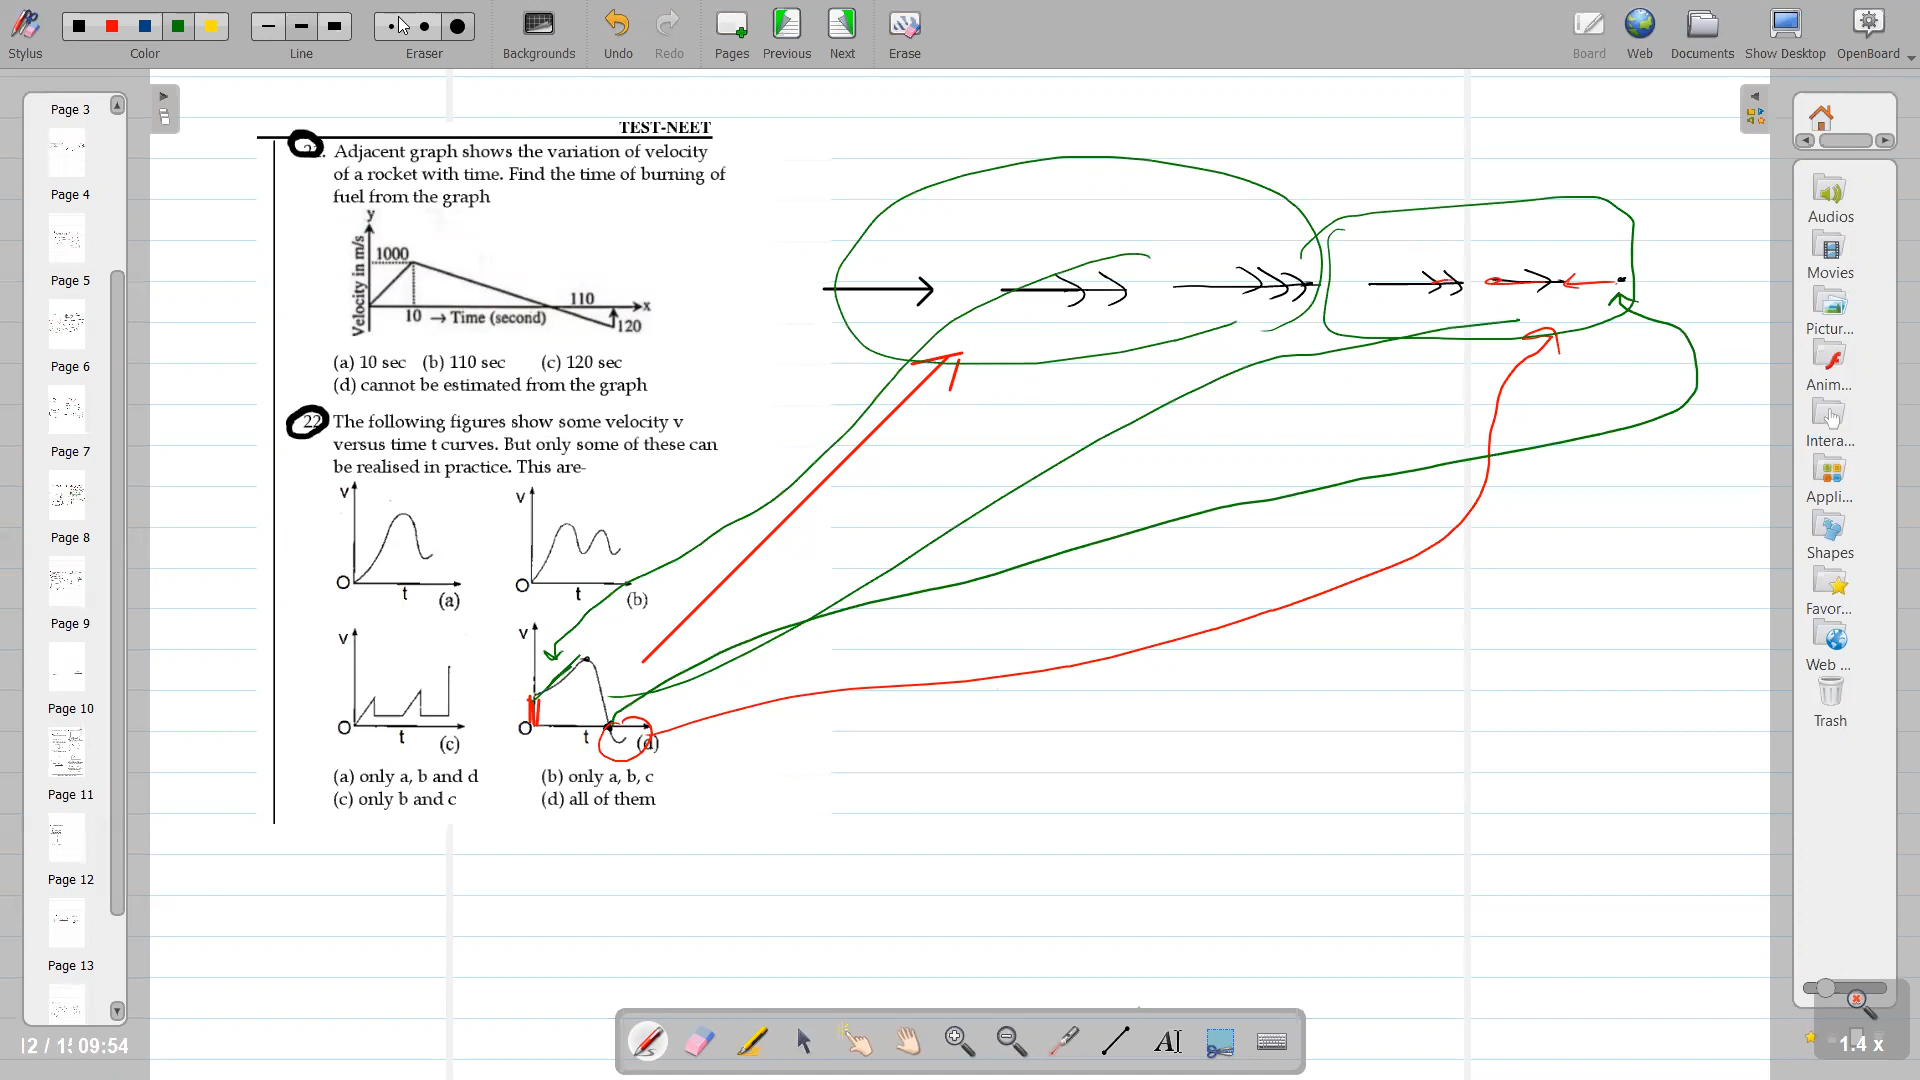 Stylus
Color
Line
Eraser
Backgrounds
Undo
Redo
Pages
Previous
Next
Erase
Board
Web
Documents
Show Desktop
OpenBoard
Page 3
Page 4
Page 5
Page 6
Page 7
Page 8
Page 9
Page 10
Page 11
Page 12
Page 13
09:54
TEST-NEET
Adjacent graph shows the variation of velocity
of a rocket with time. Find the time of burning of
fuel from the graph
y
Velocity in m/s
1000
110
x
10 → Time (second)
120
(a) 10 sec (b) 110 sec (c) 120 sec
(d) cannot be estimated from the graph
22 The following figures show some velocity v
versus time t curves. But only some of these can
be realised in practice. This are-
v
O
t
(a)
v
O
t
(b)
v
O
t
(c)
v
O
t
(d)
(a) only a, b and d (b) only a, b, c
(c) only b and c (d) all of them
Audios
Movies
Pictur...
Anim...
Intera...
Appli...
Shapes
Favor...
Web ...
Trash
1.4 x